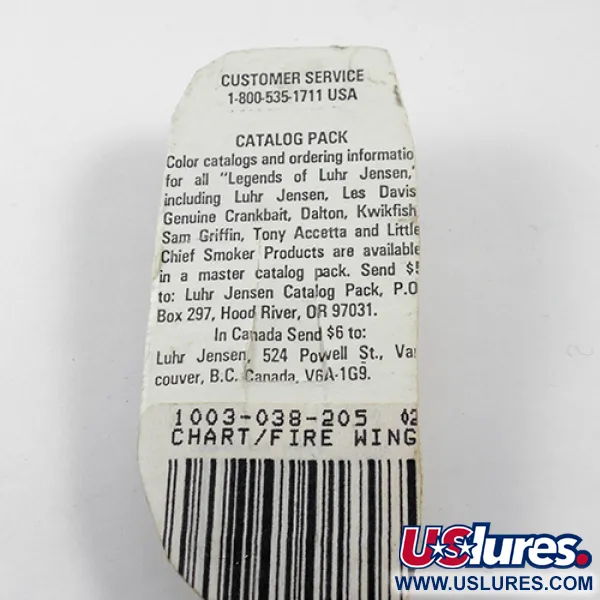 CUSTOMER SERVICE
1-800-535-1711 USA
CATALOG PACK
Color catalogs and ordering informatio
for all "Legends of Luhr Jensen,"
including Luhr Jensen, Les Davis
Genuine Crankbait, Dalton, Kwikfish
Sam Griffin, Tony Accetta and Little
Chief Smoker Products are available
in a master catalog pack. Send $5
to: Luhr Jensen Catalog Pack, P.O
Box 297, Hood River, OR 97031.
In Canada Send $6 to:
Luhr Jensen, 524 Powell St., Van
couver, B.C. Canada, V6A-1G9.
1003-038-205
CHART/FIRE WING
USlures.
WWW.USLURES.COM